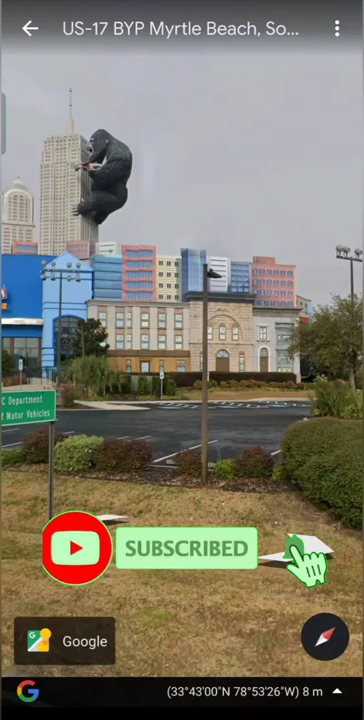 US-17 BYP Myrtle Beach, So...
C Department
f Motor Vehicles
SUBSCRIBED
Google
(33°43'00"N 78°53'26"W) 8 m